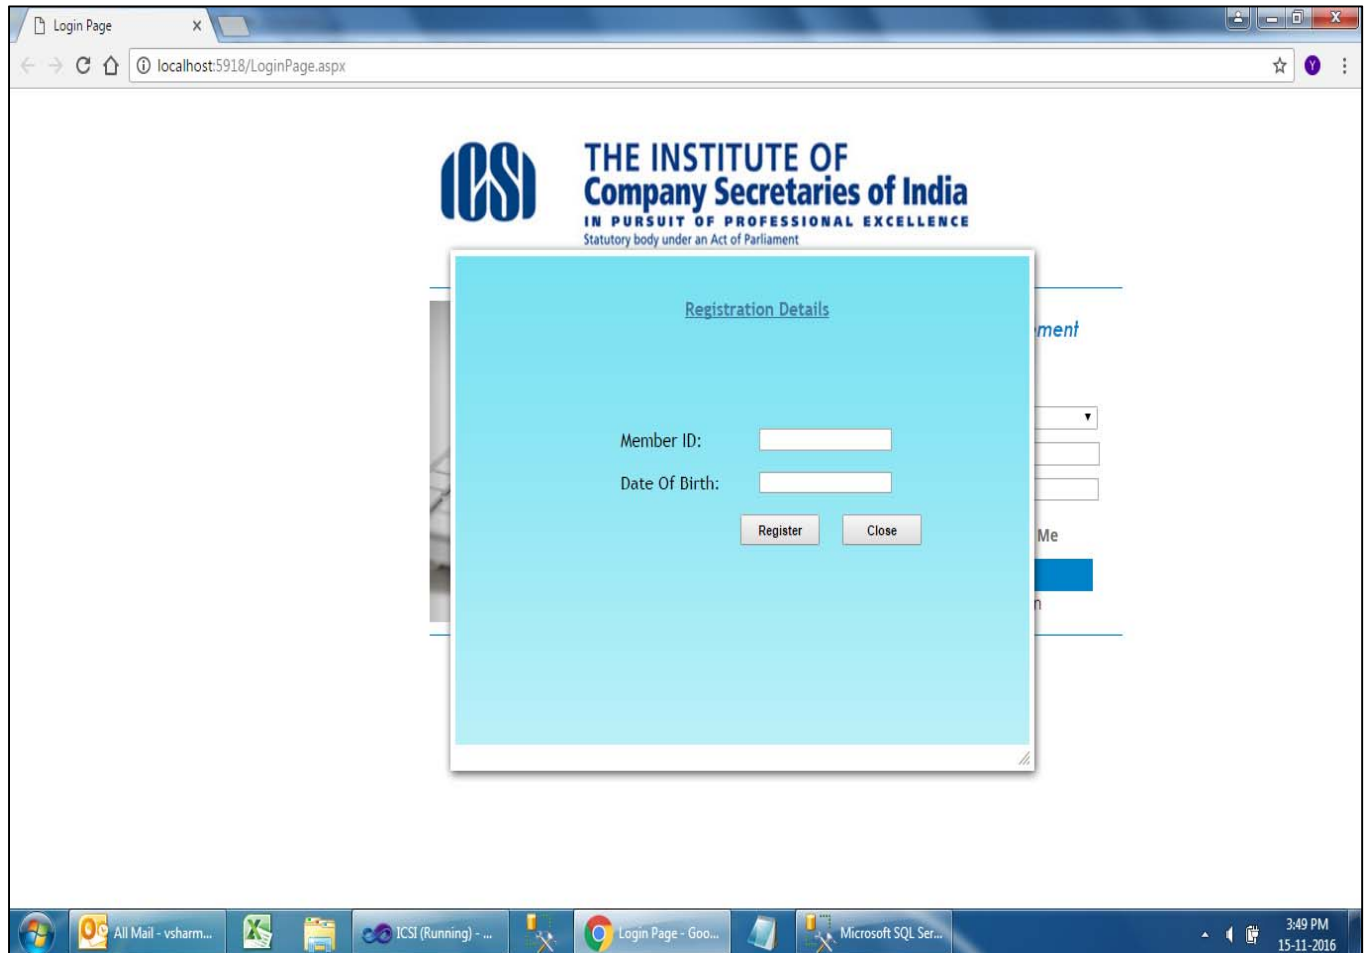 Login Page
localhost:5918/LoginPage.aspx
Y
ICSI
THE INSTITUTE OF
Company Secretaries of India
IN PURSUIT OF PROFESSIONAL EXCELLENCE
Statutory body under an Act of Parliament
Registration Details
ement
Member ID:
Date Of Birth:
Register Close
Me
n
All Mail - vsharm...
ICSI (Running) - ...
Login Page - Goo...
Microsoft SQL Ser...
3:49 PM
15-11-2016